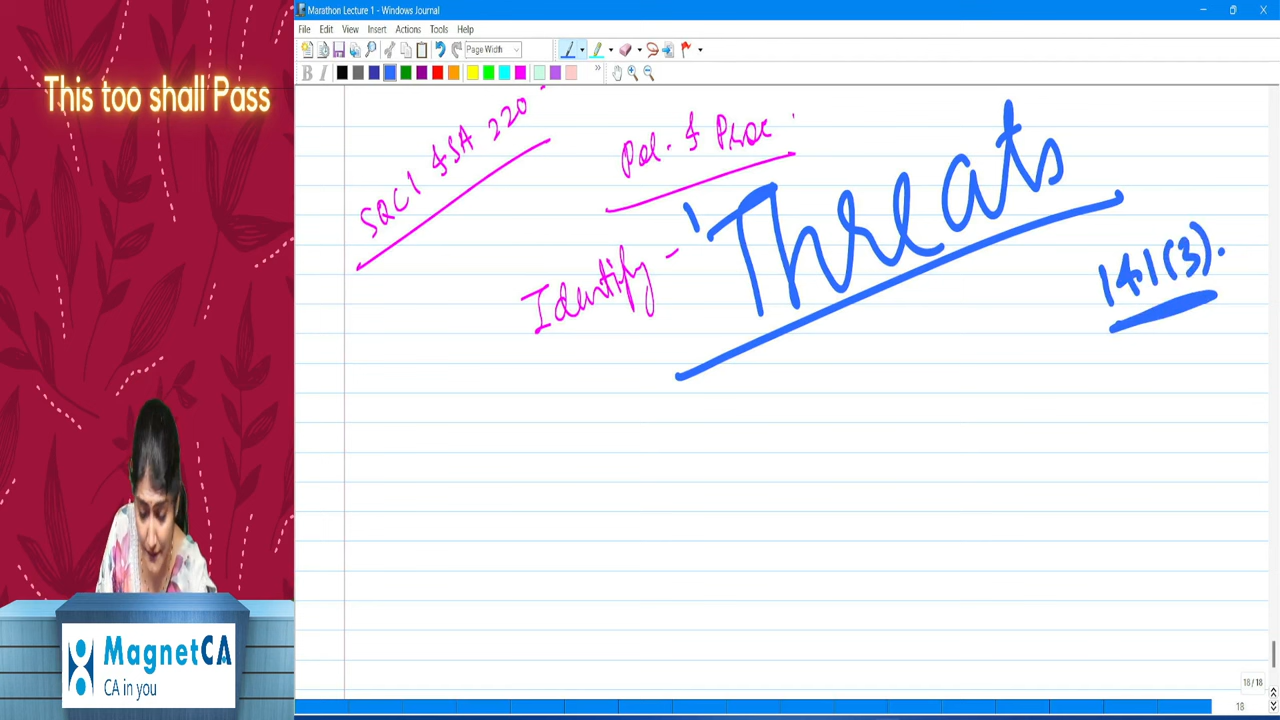 This too shall Pass
Marathon Lecture 1 - Windows Journal
File Edit View Insert Actions Tools Help
Page Width
B I
SQC1 & SA 220
Pol. & Proc.
Identify -
Threats
141(3).
18 / 18
18
MagnetCA
CA in you